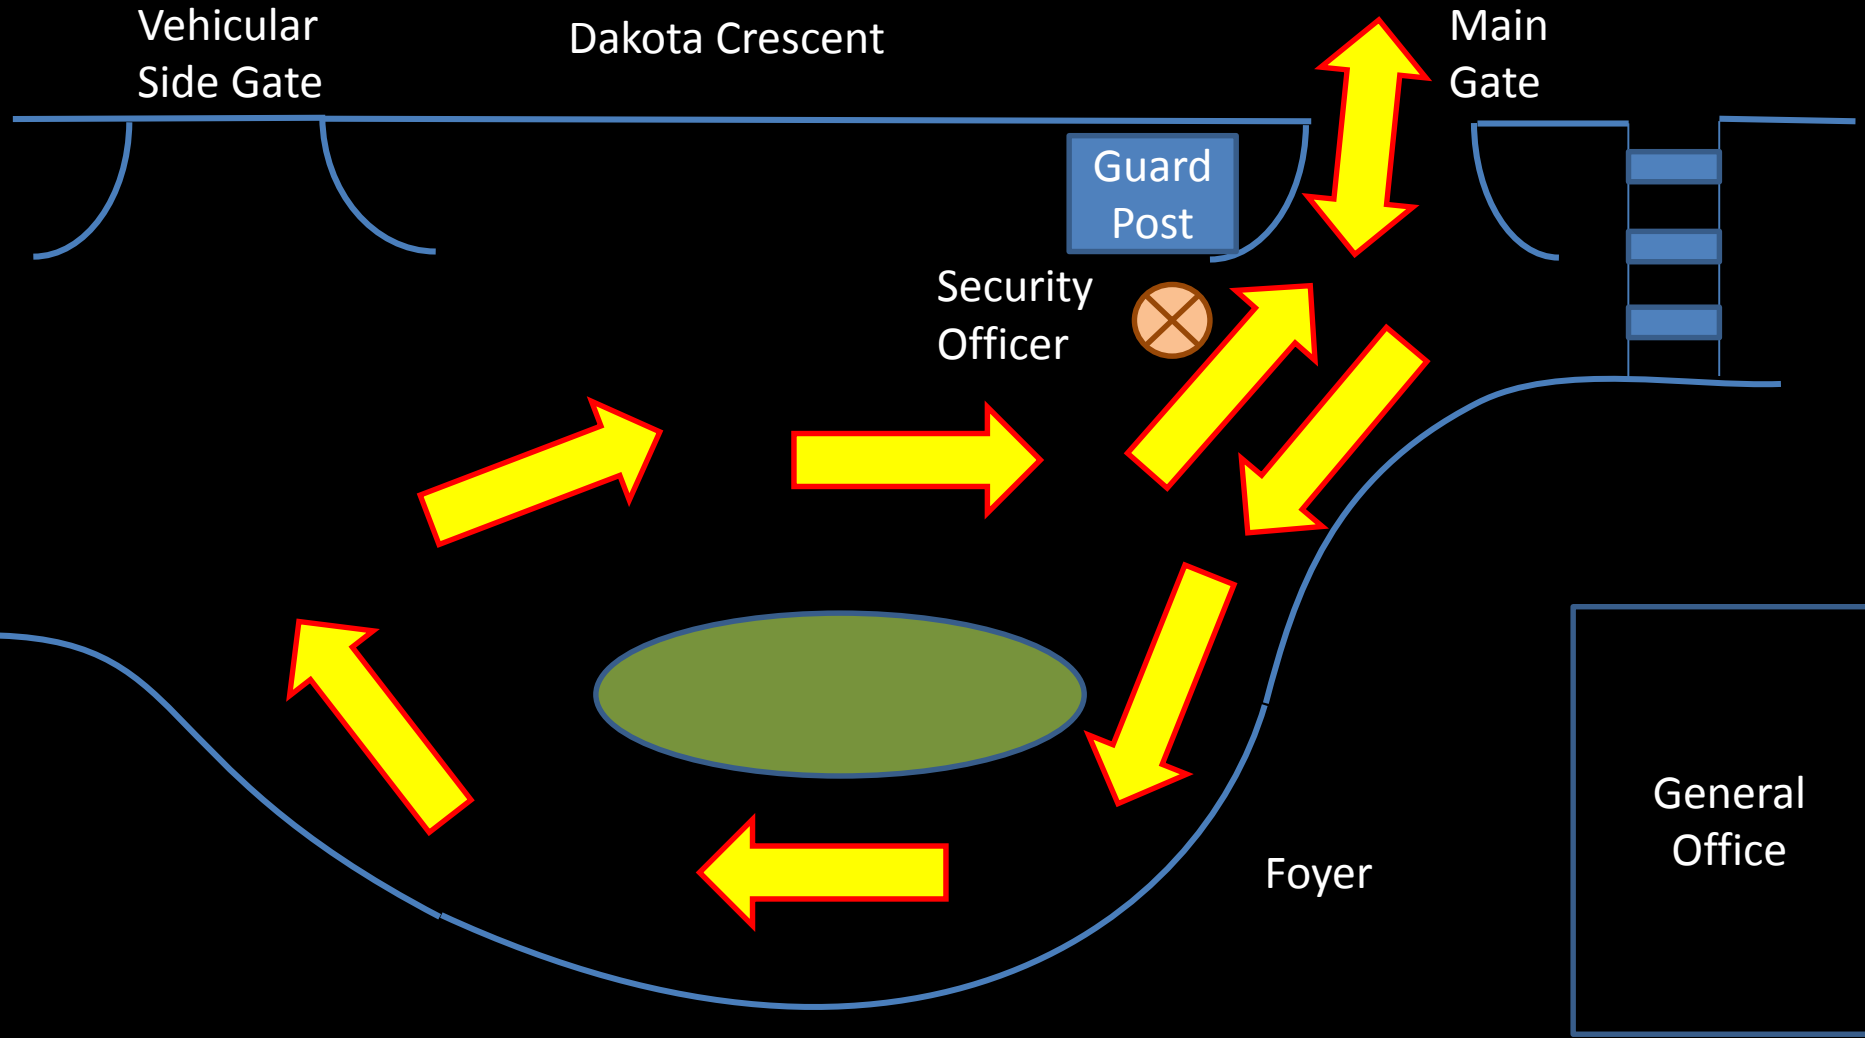 Vehicular
Side Gate
Dakota Crescent
Main
Gate
Guard
Post
Security
Officer
General
Office
Foyer